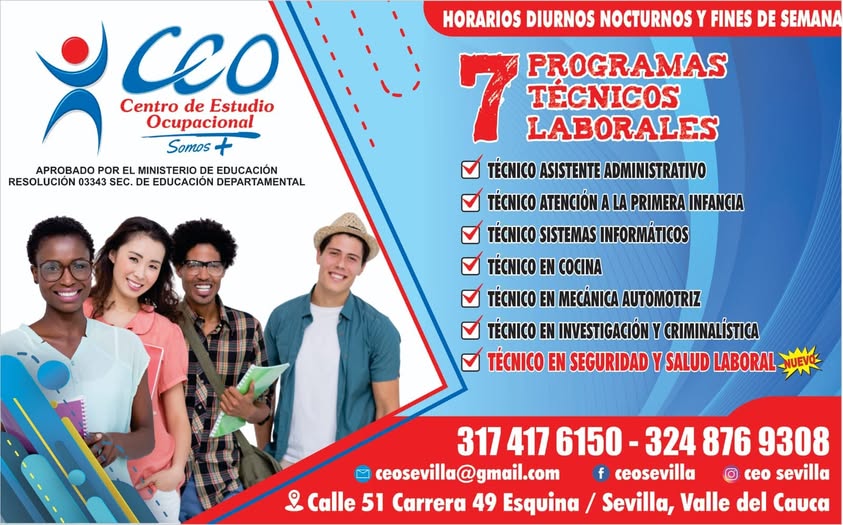 CEO
Centro de Estudio
Ocupacional
Somos +
APROBADO POR EL MINISTERIO DE EDUCACIÓN
RESOLUCIÓN 03343 SEC. DE EDUCACIÓN DEPARTAMENTAL
HORARIOS DIURNOS NOCTURNOS Y FINES DE SEMANA
7 PROGRAMAS
TÉCNICOS
LABORALES
TÉCNICO ASISTENTE ADMINISTRATIVO
TÉCNICO ATENCIÓN A LA PRIMERA INFANCIA
TÉCNICO SISTEMAS INFORMÁTICOS
TÉCNICO EN COCINA
TÉCNICO EN MECÁNICA AUTOMOTRIZ
TÉCNICO EN INVESTIGACIÓN Y CRIMINALÍSTICA
TÉCNICO EN SEGURIDAD Y SALUD LABORAL NUEVO
317 417 6150 - 324 876 9308
ceosevilla@gmail.com ceosevilla ceo sevilla
Calle 51 Carrera 49 Esquina / Sevilla, Valle del Cauca